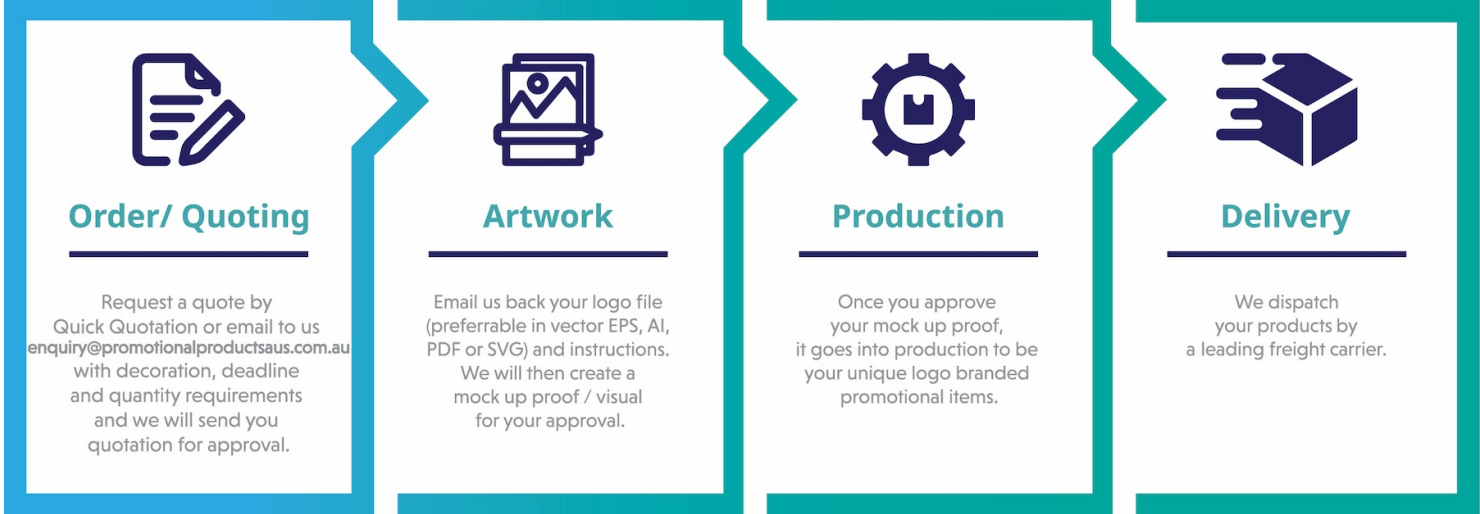 Order/ Quoting
Request a quote by
Quick Quotation or email to us
enquiry@promotionalproductsaus.com.au
with decoration, deadline
and quantity requirements
and we will send you
quotation for approval.
Artwork
Email us back your logo file
(preferrable in vector EPS, AI,
PDF or SVG) and instructions.
We will then create a
mock up proof / visual
for your approval.
Production
Once you approve
your mock up proof,
it goes into production to be
your unique logo branded
promotional items.
Delivery
We dispatch
your products by
a leading freight carrier.